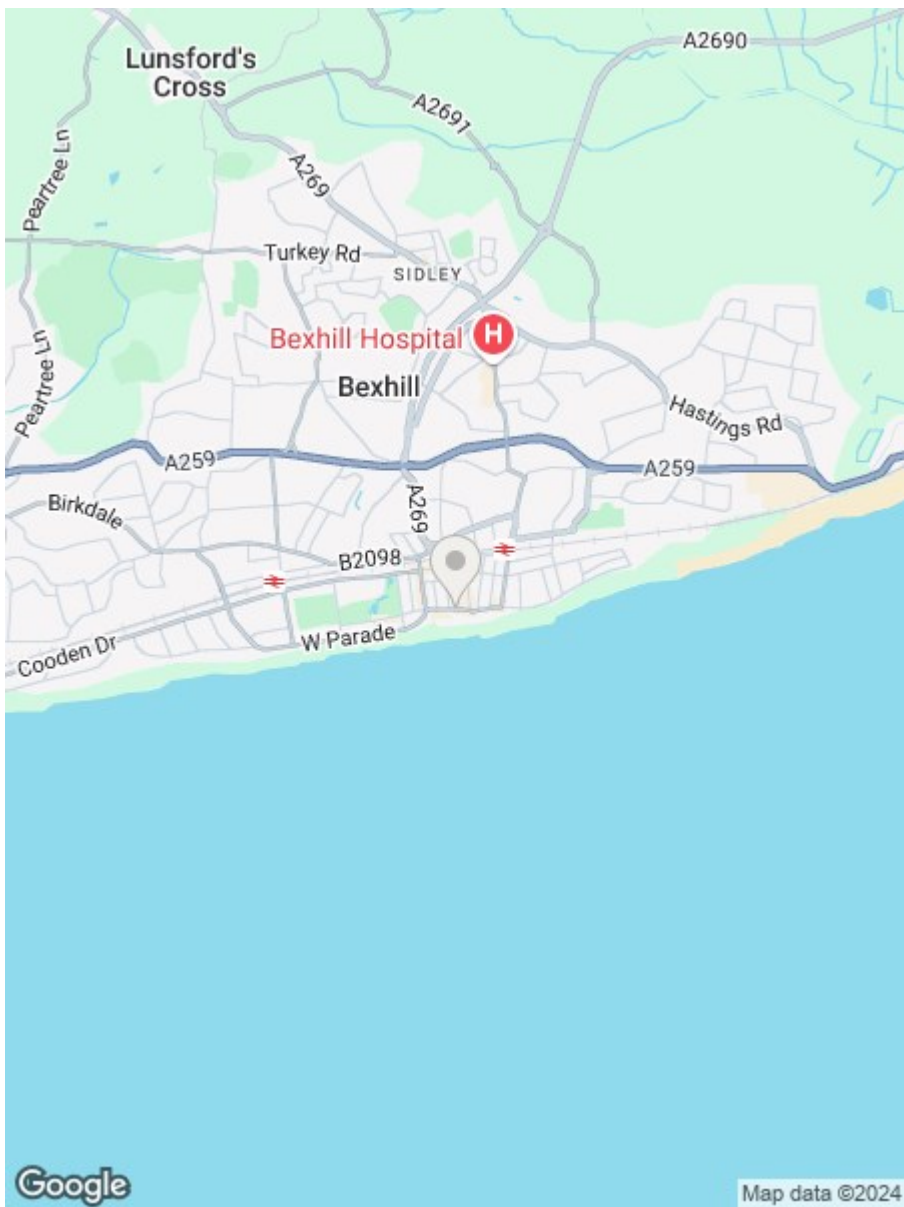 A2690
Lunsford's
Cross
A2691
Peartree Ln
A269
Turkey Rd
SIDLEY
Bexhill Hospital
H
Peartree Ln
Bexhill
Hastings Rd
A259
A259
Birkdale
A269
B2098
W Parade
Cooden Dr
Google
Map data ©2024